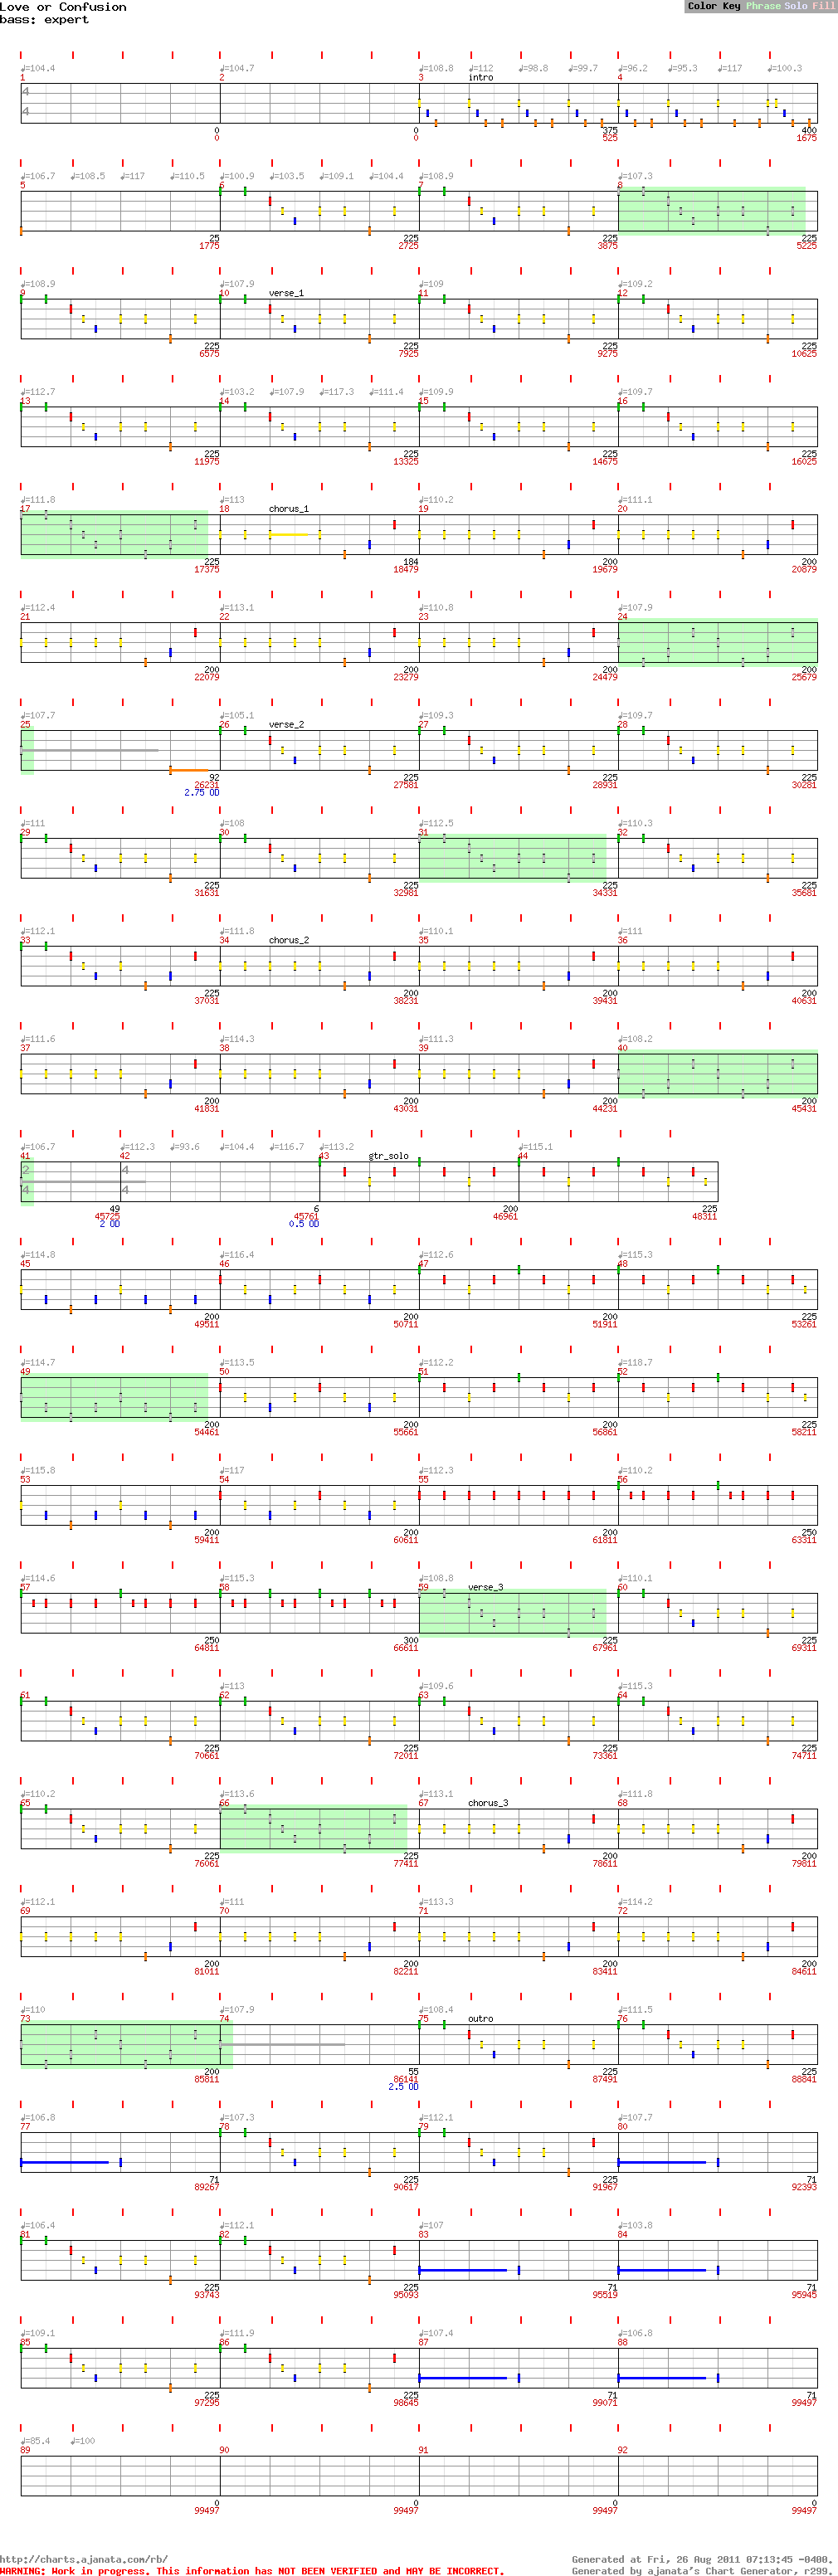 Love or Confusion
Color Key Phrase Solo Fill
bass: expert
♩=104.4 ♩=104.7 ♩=108.8 ♩=112 ♩=98.8 ♩=99.7 ♩=96.2 ♩=95.3 ♩=117 ♩=100.3
1 2 3 intro 4
4
4
0 0 375 400
0 0 525 1675
♩=106.7 ♩=108.5 ♩=117 ♩=110.5 ♩=100.9 ♩=103.5 ♩=109.1 ♩=104.4 ♩=108.9 ♩=107.3
5 6 7 8
25 225 225 225
1775 2725 3875 5225
♩=108.9 ♩=107.9 ♩=109 ♩=109.2
9 10 verse_1 11 12
225 225 225 225
6575 7925 9275 10625
♩=112.7 ♩=103.2 ♩=107.9 ♩=117.3 ♩=111.4 ♩=109.9 ♩=109.7
13 14 15 16
225 225 225 225
11975 13325 14675 16025
♩=111.8 ♩=113 ♩=110.2 ♩=111.1
17 18 chorus_1 19 20
225 184 200 200
17375 18479 19679 20879
♩=112.4 ♩=113.1 ♩=110.8 ♩=107.9
21 22 23 24
200 200 200 200
22079 23279 24479 25679
♩=107.7 ♩=105.1 ♩=109.3 ♩=109.7
25 26 verse_2 27 28
92 225 225 225
26231 27581 28931 30281
2.75 OD
♩=111 ♩=108 ♩=112.5 ♩=110.3
29 30 31 32
225 225 225 225
31631 32981 34331 35681
♩=112.1 ♩=111.8 ♩=110.1 ♩=111
33 34 chorus_2 35 36
225 200 200 200
37031 38231 39431 40631
♩=111.6 ♩=114.3 ♩=111.3 ♩=108.2
37 38 39 40
200 200 200 200
41831 43031 44231 45431
♩=106.7 ♩=112.3 ♩=93.6 ♩=104.4 ♩=116.7 ♩=113.2 ♩=115.1
41 42 43 gtr_solo 44
2 4
4 4
49 6 200 225
45725 45761 46961 48311
2 OD 0.5 OD
♩=114.8 ♩=116.4 ♩=112.6 ♩=115.3
45 46 47 48
200 200 200 225
49511 50711 51911 53261
♩=114.7 ♩=113.5 ♩=112.2 ♩=118.7
49 50 51 52
200 200 200 225
54461 55661 56861 58211
♩=115.8 ♩=117 ♩=112.3 ♩=110.2
53 54 55 56
200 200 200 250
59411 60611 61811 63311
♩=114.6 ♩=115.3 ♩=108.8 ♩=110.1
57 58 59 verse_3 60
250 300 225 225
64811 66611 67961 69311
♩=113 ♩=109.6 ♩=115.3
61 62 63 64
225 225 225 225
70661 72011 73361 74711
♩=110.2 ♩=113.6 ♩=113.1 ♩=111.8
65 66 67 chorus_3 68
225 225 200 200
76061 77411 78611 79811
♩=112.1 ♩=111 ♩=113.3 ♩=114.2
69 70 71 72
200 200 200 200
81011 82211 83411 84611
♩=110 ♩=107.9 ♩=108.4 ♩=111.5
73 74 75 outro 76
200 55 225 225
85811 86141 87491 88841
2.5 OD
♩=106.8 ♩=107.3 ♩=112.1 ♩=107.7
77 78 79 80
71 225 225 71
89267 90617 91967 92393
♩=106.4 ♩=112.1 ♩=107 ♩=103.8
81 82 83 84
225 225 71 71
93743 95093 95519 95945
♩=109.1 ♩=111.9 ♩=107.4 ♩=106.8
85 86 87 88
225 225 71 71
97295 98645 99071 99497
♩=85.4 ♩=100
89 90 91 92
0 0 0 0
99497 99497 99497 99497
http://charts.ajanata.com/rb/
Generated at Fri, 26 Aug 2011 07:13:45 -0400.
WARNING: Work in progress. This information has NOT BEEN VERIFIED and MAY BE INCORRECT.
Generated by ajanata's Chart Generator, r299.